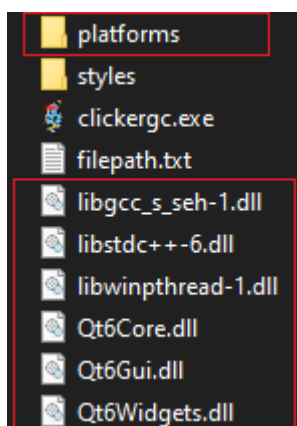 platforms
styles
clickergc.exe
filepath.txt
libgcc_s_seh-1.dll
libstdc++-6.dll
libwinpthread-1.dll
Qt6Core.dll
Qt6Gui.dll
Qt6Widgets.dll